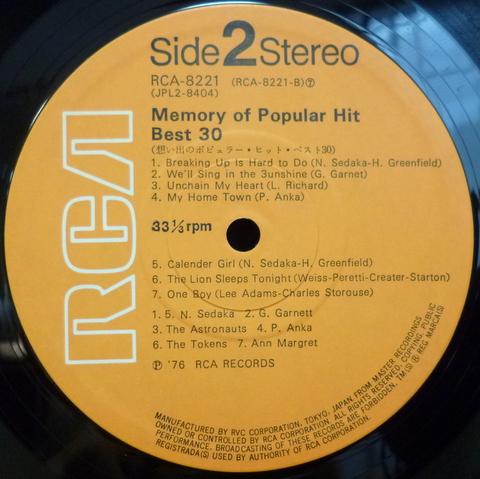 Side 2 Stereo
RCA-8221 (RCA-8221-B)⑦
(JPL2-8404)
Memory of Popular Hit
Best 30
(想い出のポピュラー・ヒット・ベスト30)
1. Breaking Up is Hard to Do (N. Sedaka-H. Greenfield)
2. We'll Sing in the 3unshine (G. Garnet)
3. Unchain My Heart (L. Richard)
4. My Home Town (P. Anka)
33⅓ rpm
5. Calender Girl (N. Sedaka-H. Greenfield)
6. The Lion Sleeps Tonight (Weiss-Peretti-Creater-Starton)
7. One Boy (Lee Adams-Charles Storouse)
1.5. N. Sedaka 2. G. Garnett
3. The Astronauts 4. P. Anka
6. The Tokens 7. Ann Margret
Ⓟ '76 RCA RECORDS
RCA
MANUFACTURED BY RVC CORPORATION, TOKYO, JAPAN, FROM MASTER RECORDINGS
OWNED OR CONTROLLED BY RCA CORPORATION. ALL RIGHTS RESERVED, COPYING, PUBLIC
PERFORMANCE, BROADCASTING OF THESE RECORDS ARE FORBIDDEN. TM(S) ® REG. MARCA(S)
REGISTRADA(S) USED BY AUTHORITY OF RCA CORPORATION.